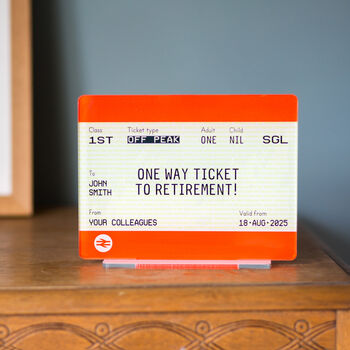 Class Ticket type Adult Child
1ST OFF PEAK ONE NIL SGL
To
JOHN
SMITH
ONE WAY TICKET
TO RETIREMENT!
From Valid from
YOUR COLLEAGUES 18·AUG·2025